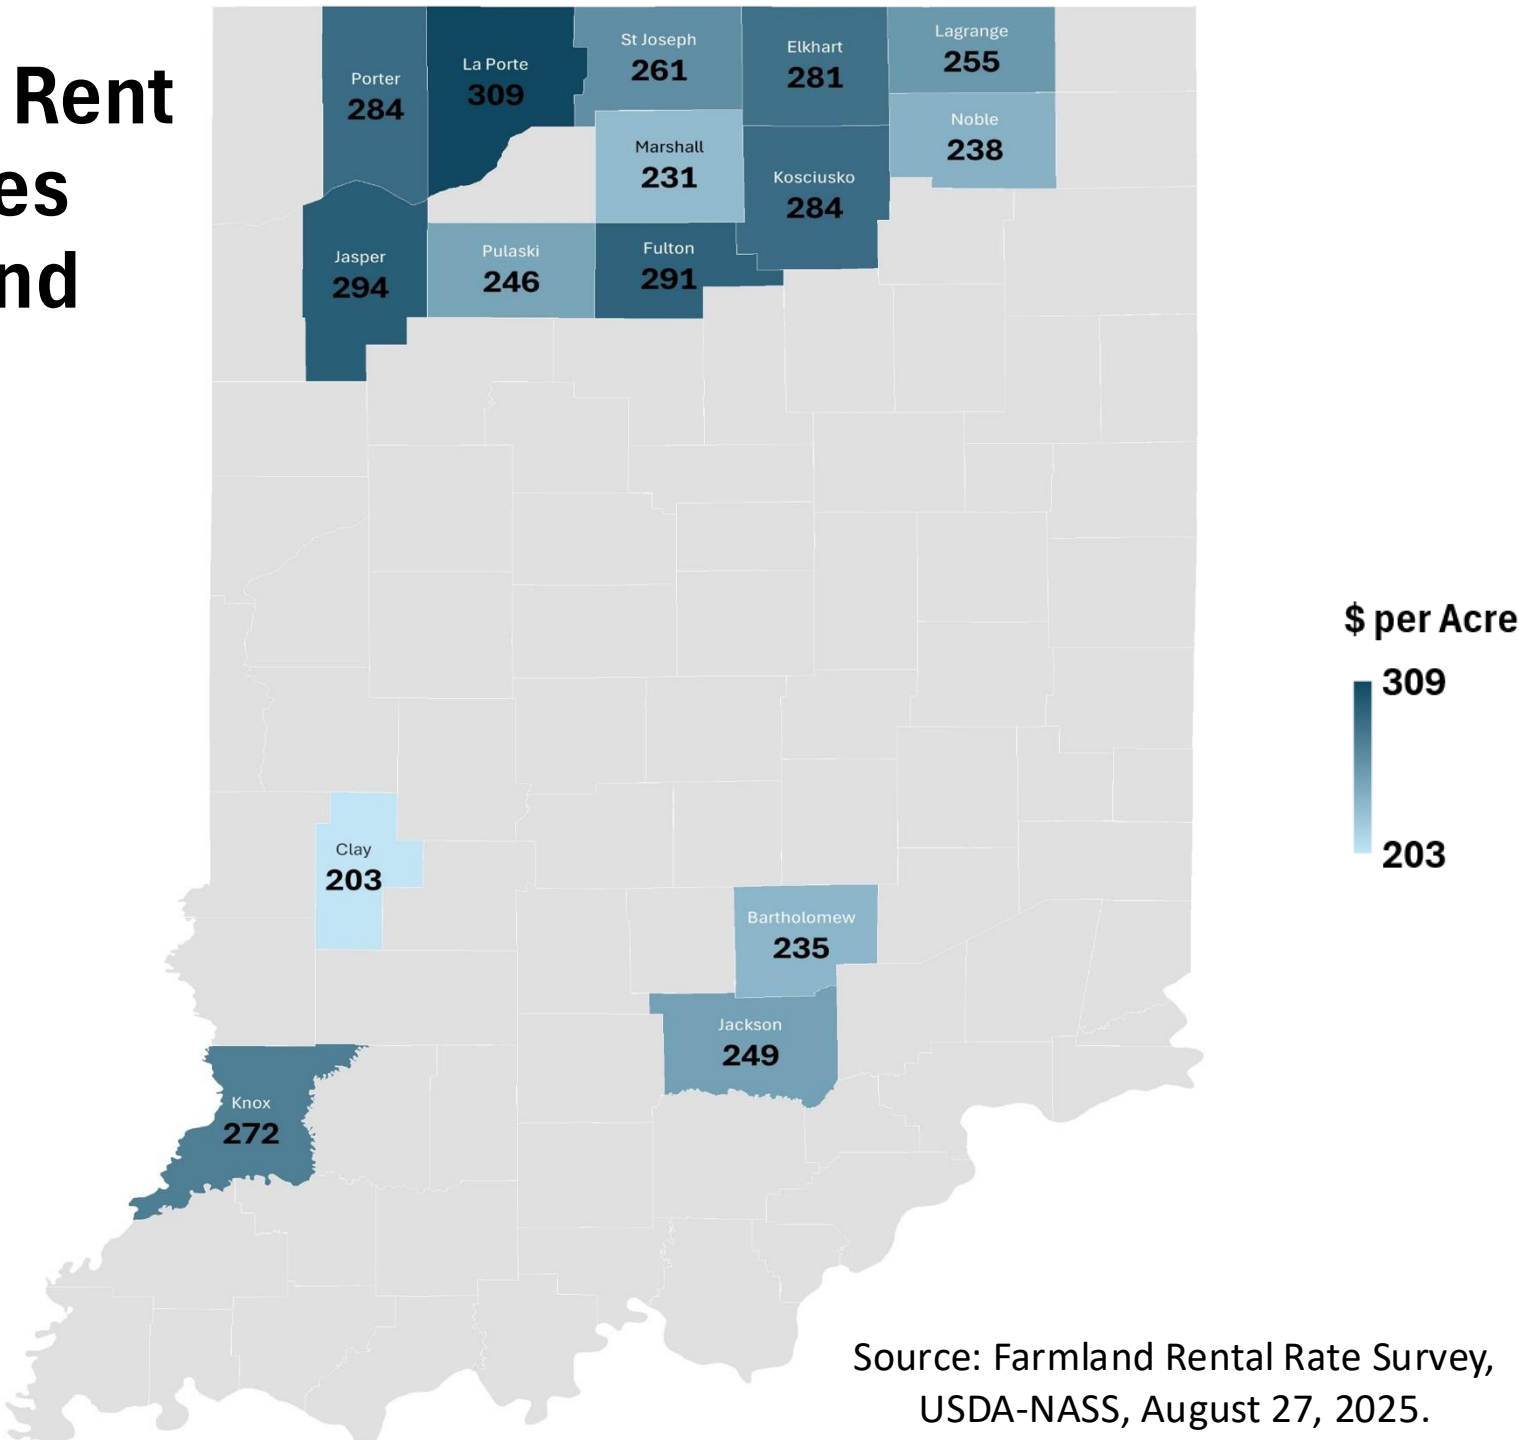 Rent
es
nd
Porter
284
La Porte
309
St Joseph
261
Elkhart
281
Lagrange
255
Marshall
231
Kosciusko
284
Noble
238
Jasper
294
Pulaski
246
Fulton
291
$ per Acre
309
203
Clay
203
Bartholomew
235
Jackson
249
Knox
272
Source: Farmland Rental Rate Survey,
USDA-NASS, August 27, 2025.